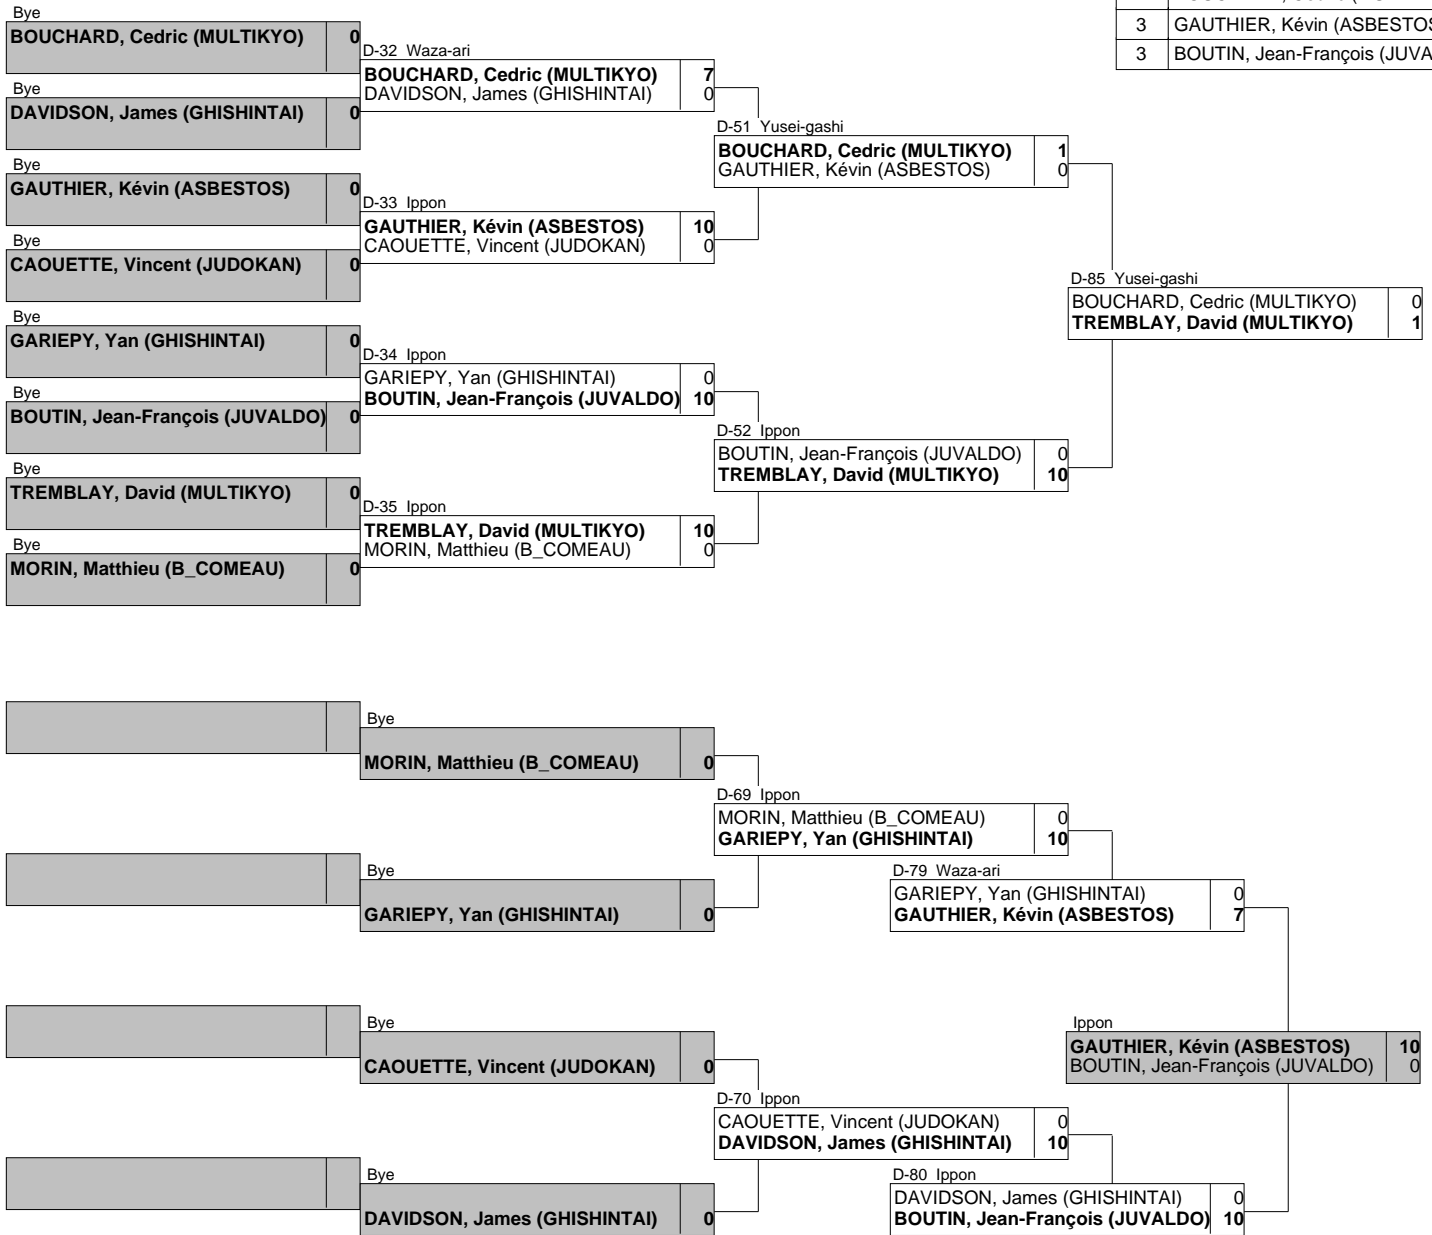 3 GAUTHIER, Kévin (ASBESTOS
3 BOUTIN, Jean-François (JUVA
Bye
BOUCHARD, Cedric (MULTIKYO) 0
Bye
DAVIDSON, James (GHISHINTAI) 0
Bye
GAUTHIER, Kévin (ASBESTOS) 0
Bye
CAOUETTE, Vincent (JUDOKAN) 0
Bye
GARIEPY, Yan (GHISHINTAI) 0
Bye
BOUTIN, Jean-François (JUVALDO) 0
Bye
TREMBLAY, David (MULTIKYO) 0
Bye
MORIN, Matthieu (B_COMEAU) 0
D-32 Waza-ari
BOUCHARD, Cedric (MULTIKYO) 7
DAVIDSON, James (GHISHINTAI) 0
D-33 Ippon
GAUTHIER, Kévin (ASBESTOS) 10
CAOUETTE, Vincent (JUDOKAN) 0
D-34 Ippon
GARIEPY, Yan (GHISHINTAI) 0
BOUTIN, Jean-François (JUVALDO) 10
D-35 Ippon
TREMBLAY, David (MULTIKYO) 10
MORIN, Matthieu (B_COMEAU) 0
D-51 Yusei-gashi
BOUCHARD, Cedric (MULTIKYO) 1
GAUTHIER, Kévin (ASBESTOS) 0
D-52 Ippon
BOUTIN, Jean-François (JUVALDO) 0
TREMBLAY, David (MULTIKYO) 10
D-85 Yusei-gashi
BOUCHARD, Cedric (MULTIKYO) 0
TREMBLAY, David (MULTIKYO) 1
Bye
MORIN, Matthieu (B_COMEAU) 0
Bye
GARIEPY, Yan (GHISHINTAI) 0
Bye
CAOUETTE, Vincent (JUDOKAN) 0
Bye
DAVIDSON, James (GHISHINTAI) 0
D-69 Ippon
MORIN, Matthieu (B_COMEAU) 0
GARIEPY, Yan (GHISHINTAI) 10
D-70 Ippon
CAOUETTE, Vincent (JUDOKAN) 0
DAVIDSON, James (GHISHINTAI) 10
D-79 Waza-ari
GARIEPY, Yan (GHISHINTAI) 0
GAUTHIER, Kévin (ASBESTOS) 7
D-80 Ippon
DAVIDSON, James (GHISHINTAI) 0
BOUTIN, Jean-François (JUVALDO) 10
Ippon
GAUTHIER, Kévin (ASBESTOS) 10
BOUTIN, Jean-François (JUVALDO) 0